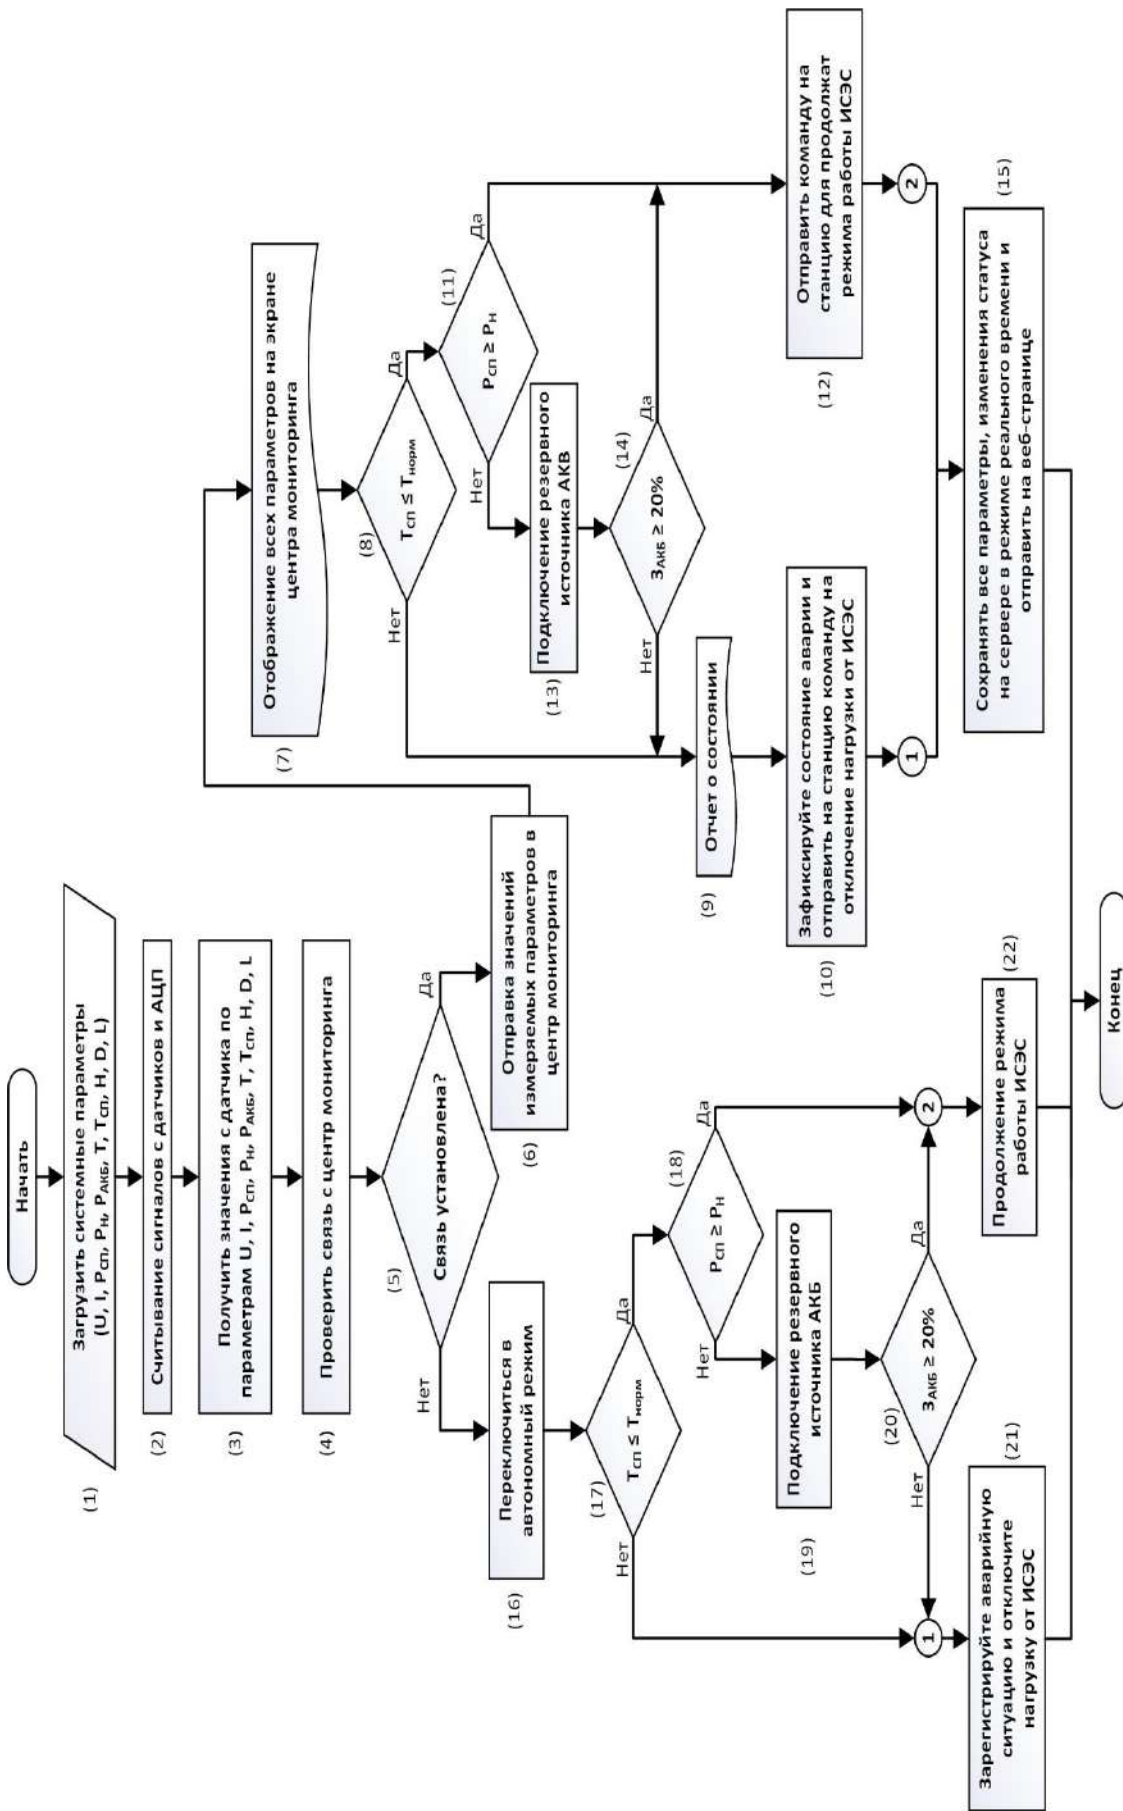 Начать
Загрузить системные параметры
(U, I, PСП, PН, PАКБ, T, TСП, H, D, L)
(1)
Считывание сигналов с датчиков и АЦП
(2)
Получить значения с датчика по
параметрам U, I, PСП, PН, PАКБ, T, TСП, H, D, L
(3)
Проверить связь с центр мониторинга
(4)
Связь установлена?
(5)
Нет
Да
Отправка значений
измеряемых параметров в
центр мониторинга
(6)
Отображение всех параметров на экране
центра мониторинга
(7)
TСП ≤ Tнорм
(8)
Нет
Да
PСП ≥ PН
(11)
Нет
Да
Подключение резервного
источника АКВ
(13)
ЗАКБ ≥ 20%
(14)
Нет
Да
Отчет о состоянии
(9)
Зафиксируйте состояние аварии и
отправить на станцию команду на
отключение нагрузки от ИСЭС
(10)
1
Отправить команду на
станцию для продолжат
режима работы ИСЭС
(12)
2
Сохранять все параметры, изменения статуса
на сервере в режиме реального времени и
отправить на веб-странице
(15)
Переключиться в
автономный режим
(16)
TСП ≤ Tнорм
(17)
Нет
Да
PСП ≥ PН
(18)
Нет
Да
Подключение резервного
источника АКБ
(19)
ЗАКБ ≥ 20%
(20)
Нет
Да
1
2
Зарегистрируйте аварийную
ситуацию и отключите
нагрузку от ИСЭС
(21)
Продолжение режима
работы ИСЭС
(22)
Конец